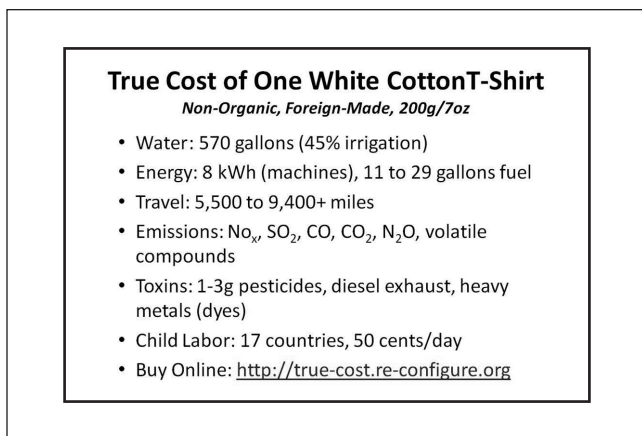 True Cost of One White CottonT-Shirt
Non-Organic, Foreign-Made, 200g/7oz
• Water: 570 gallons (45% irrigation)
• Energy: 8 kWh (machines), 11 to 29 gallons fuel
• Travel: 5,500 to 9,400+ miles
• Emissions: Noₓ, SO₂, CO, CO₂, N₂O, volatile
compounds
• Toxins: 1-3g pesticides, diesel exhaust, heavy
metals (dyes)
• Child Labor: 17 countries, 50 cents/day
• Buy Online: http://true-cost.re-configure.org